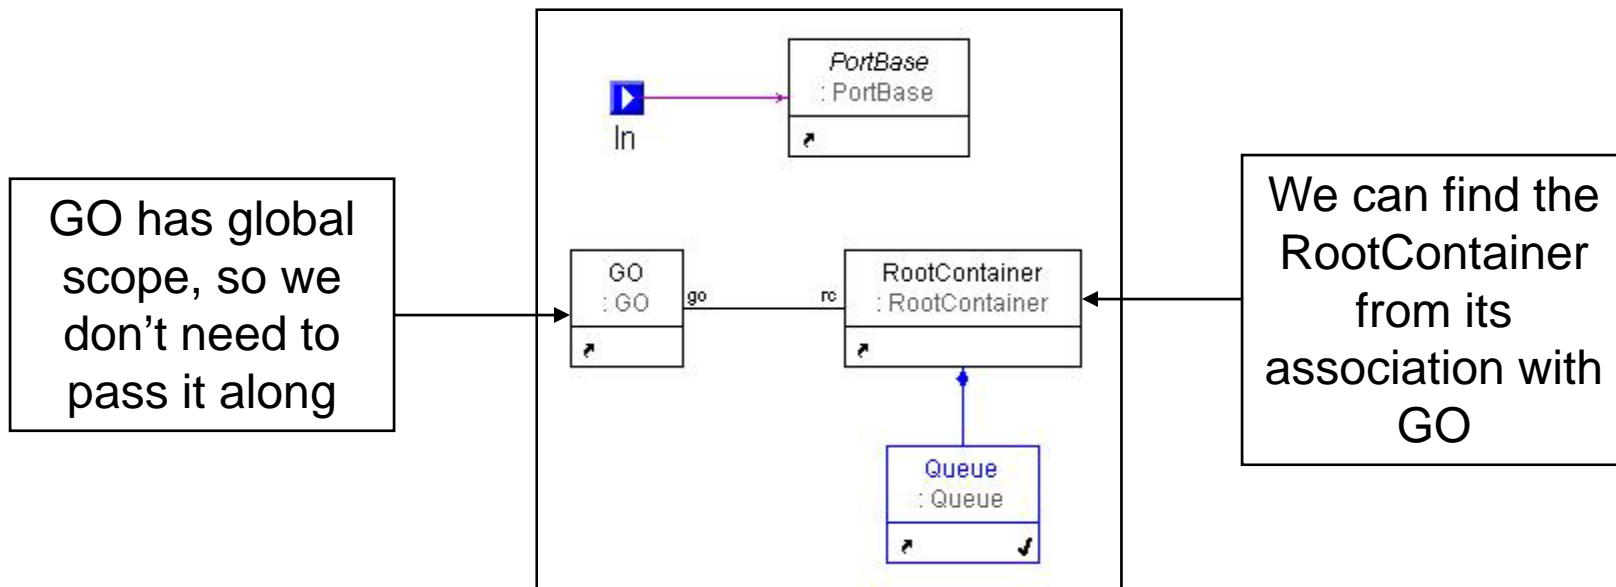 PortBase
: PortBase
In
GO has global
scope, so we
don’t need to
pass it along
GO
: GO
go
rc
RootContainer
: RootContainer
Queue
: Queue
We can find the
RootContainer
from its
association with
GO